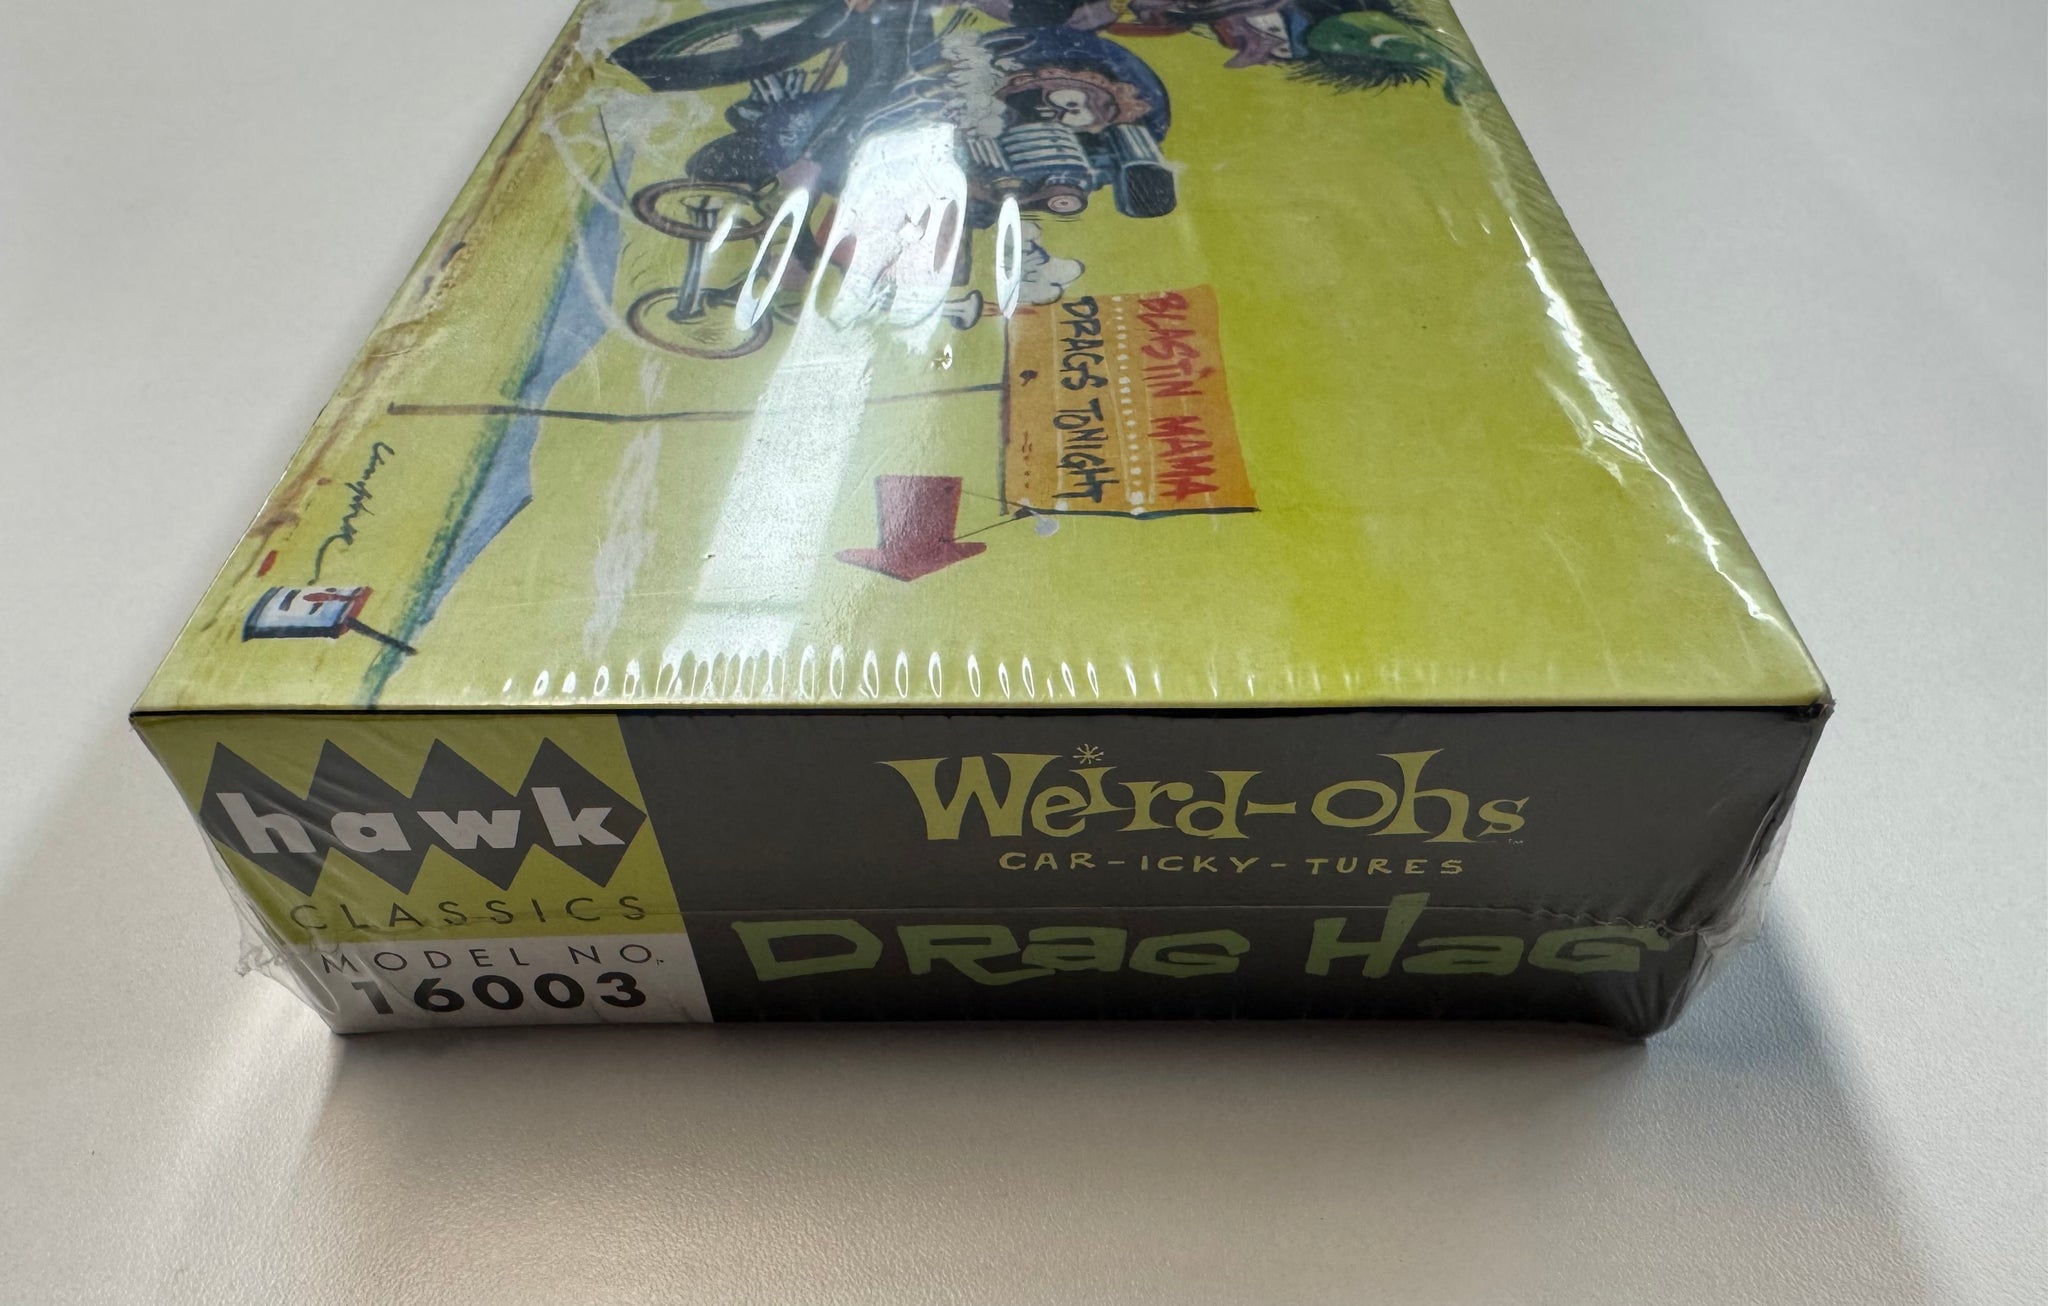 BLASTIN MAMA
DRAGS TONIGHT
hawk
CLASSICS
MODEL NO.
16003
Weird-ohs
CAR-ICKY-TURES
DRAG HAG